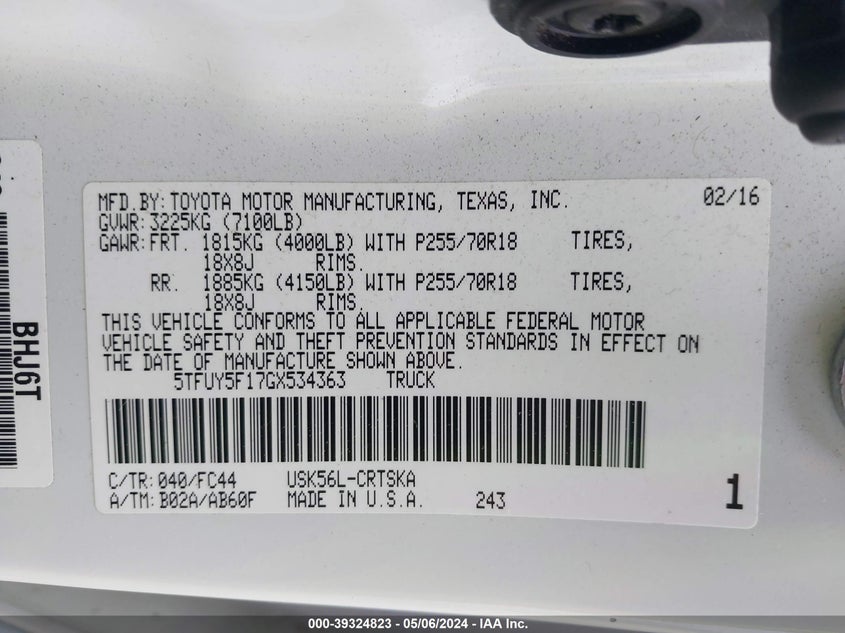 MFD.BY:TOYOTA MOTOR MANUFACTURING, TEXAS, INC. 02/16
GVWR:3225KG (7100LB)
GAWR:FRT. 1815KG (4000LB) WITH P255/70R18 TIRES,
18X8J RIMS.
RR. 1885KG (4150LB) WITH P255/70R18 TIRES,
18X8J RIMS.
THIS VEHICLE CONFORMS TO ALL APPLICABLE FEDERAL MOTOR
VEHICLE SAFETY AND THEFT PREVENTION STANDARDS IN EFFECT ON
THE DATE OF MANUFACTURE SHOWN ABOVE.
5TFUY5F17GX534363 TRUCK
C/TR:040/FC44 USK56L-CRTSKA
A/TM:B02A/AB60F MADE IN U.S.A. 243 1
BHJ6T
000-39324823 - 05/06/2024 - IAA Inc.